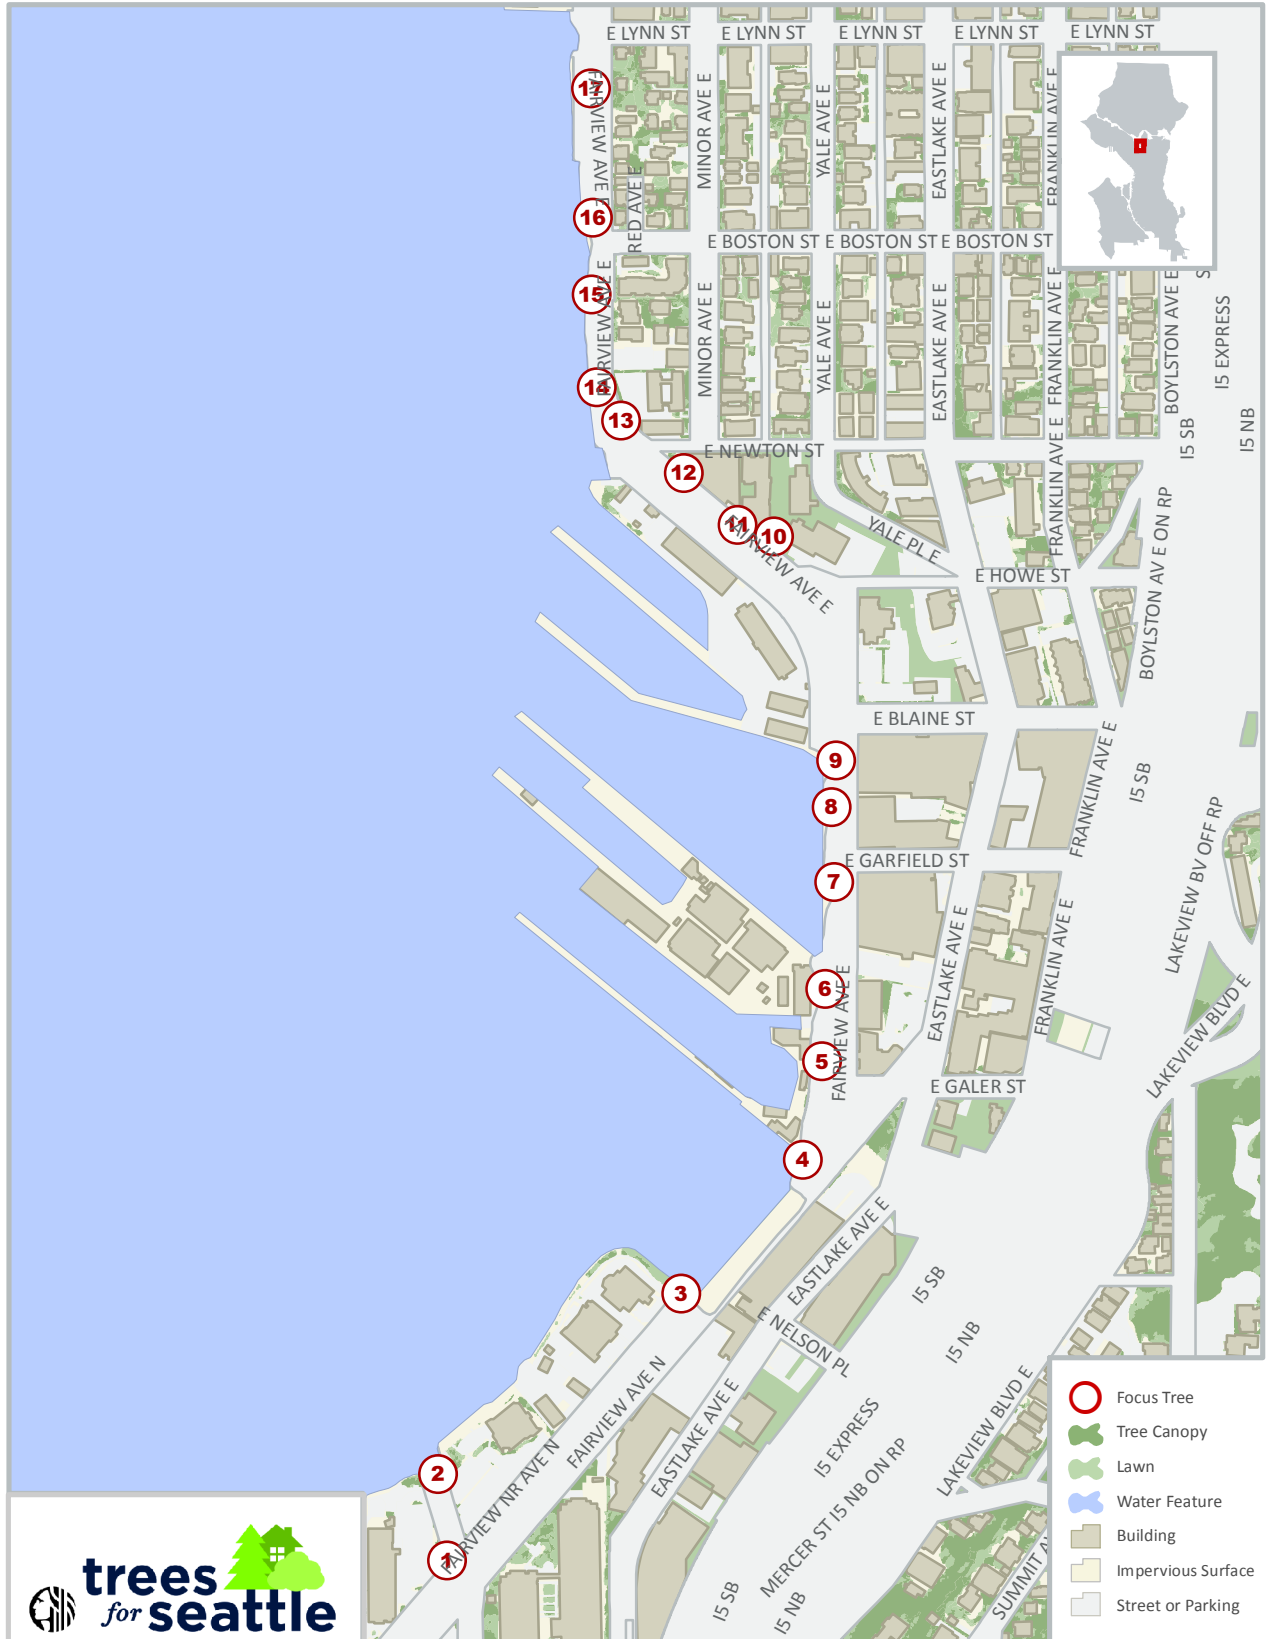 E LYNN ST
E LYNN ST
E LYNN ST
E LYNN ST
E LYNN ST
17
FAIRVIEW AVE E
MINOR AVE E
YALE AVE E
EASTLAKE AVE E
FRANKLIN AVE E
16
RED AVE E
E BOSTON ST
E BOSTON ST
E BOSTON ST
15
FAIRVIEW AVE E
MINOR AVE E
YALE AVE E
EASTLAKE AVE E
FRANKLIN AVE E
BOYLSTON AVE E
S
I5 EXPRESS
14
13
E NEWTON ST
I5 SB
I5 NB
12
11
10
FAIRVIEW AVE E
YALE PL E
FRANKLIN AVE E
BOYLSTON AV E ON RP
E HOWE ST
E BLAINE ST
9
8
FRANKLIN AVE E
I5 SB
E GARFIELD ST
7
LAKEVIEW BV OFF RP
6
FAIRVIEW AVE E
EASTLAKE AVE E
FRANKLIN AVE E
5
LAKEVIEW BLVD E
E GALER ST
4
EASTLAKE AVE E
3
E NELSON PL
I5 SB
I5 NB
FAIRVIEW AVE N
EASTLAKE AVE E
I5 EXPRESS
LAKEVIEW BLVD E
2
FAIRVIEW NR AVE N
MERCER ST I5 NB ON RP
1
I5 SB
I5 NB
SUMMIT A
Focus Tree
Tree Canopy
Lawn
Water Feature
Building
Impervious Surface
Street or Parking
trees
for seattle